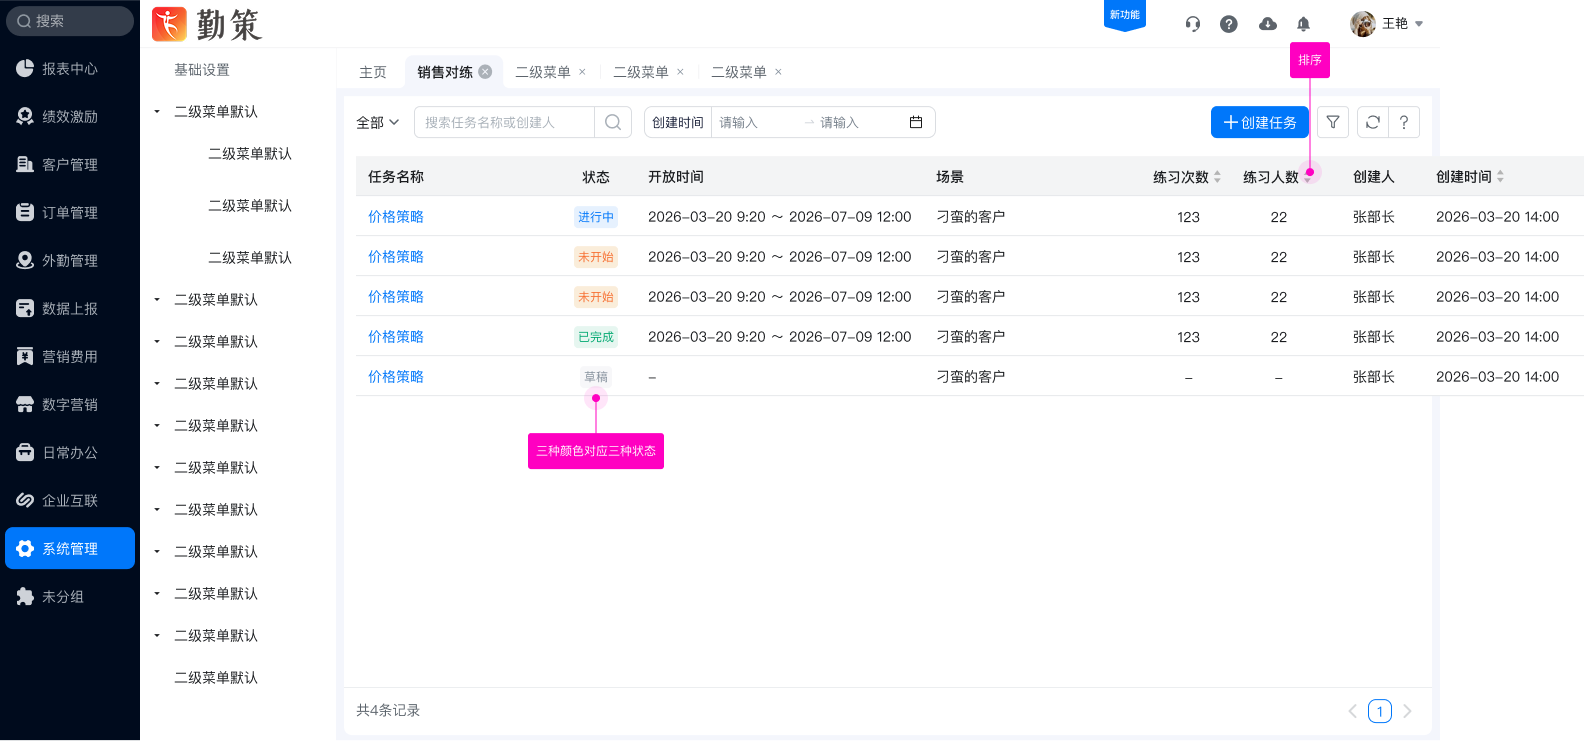 搜索
报表中心
绩效激励
客户管理
订单管理
外勤管理
数据上报
营销费用
数字营销
日常办公
企业互联
系统管理
未分组
勤策
新功能
王艳
基础设置
二级菜单默认
二级菜单默认
二级菜单默认
二级菜单默认
二级菜单默认
二级菜单默认
二级菜单默认
二级菜单默认
二级菜单默认
二级菜单默认
二级菜单默认
二级菜单默认
二级菜单默认
二级菜单默认
主页 销售对练 二级菜单 二级菜单 二级菜单
排序
全部 搜索任务名称或创建人 创建时间 请输入 请输入 创建任务 ?
任务名称 状态 开放时间 场景 练习次数 练习人数 创建人 创建时间
价格策略 进行中 2026-03-20 9:20 ~ 2026-07-09 12:00 刁蛮的客户 123 22 张部长 2026-03-20 14:00
价格策略 未开始 2026-03-20 9:20 ~ 2026-07-09 12:00 刁蛮的客户 123 22 张部长 2026-03-20 14:00
价格策略 未开始 2026-03-20 9:20 ~ 2026-07-09 12:00 刁蛮的客户 123 22 张部长 2026-03-20 14:00
价格策略 已完成 2026-03-20 9:20 ~ 2026-07-09 12:00 刁蛮的客户 123 22 张部长 2026-03-20 14:00
价格策略 草稿 – 刁蛮的客户 – – 张部长 2026-03-20 14:00
三种颜色对应三种状态
共4条记录
1